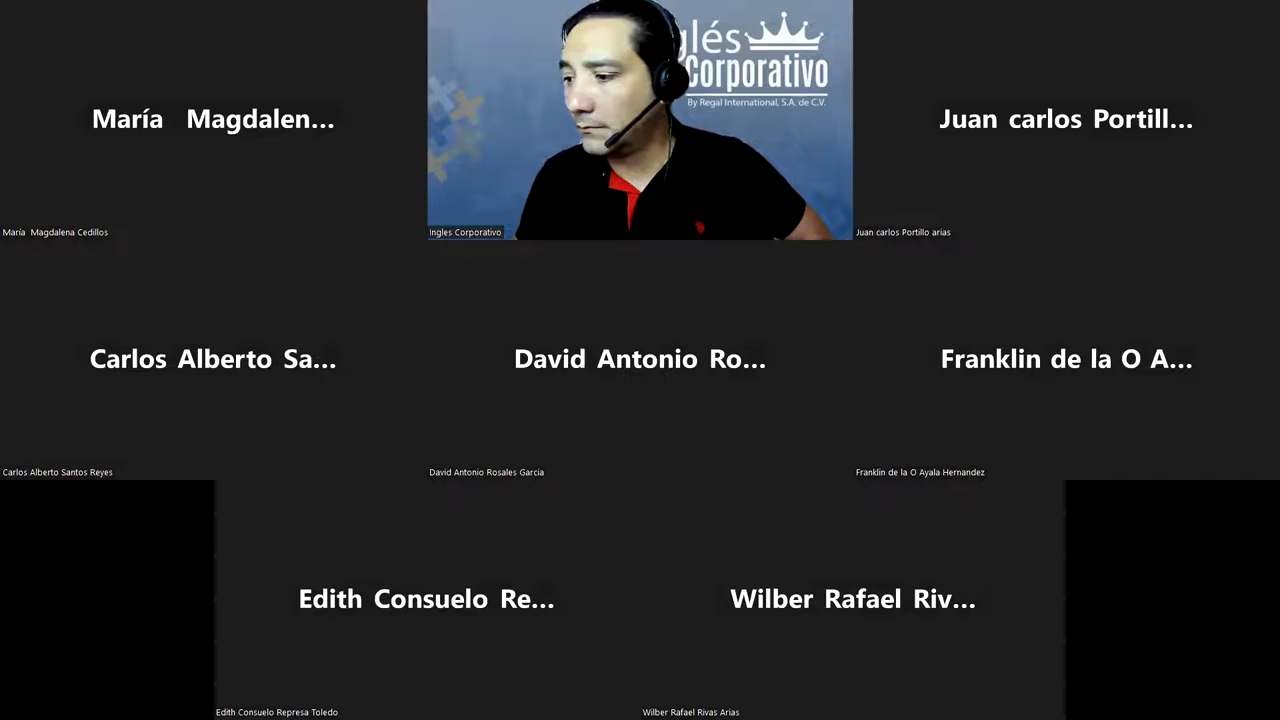 María Magdalen...
María Magdalena Cedillos
glés
Corporativo
By Regal International, S.A. de C.V.
Ingles Corporativo
Juan carlos Portill...
Juan carlos Portillo arias
Carlos Alberto Sa...
Carlos Alberto Santos Reyes
David Antonio Ro...
David Antonio Rosales Garcia
Franklin de la O A...
Franklin de la O Ayala Hernandez
Edith Consuelo Re...
Edith Consuelo Represa Toledo
Wilber Rafael Riv...
Wilber Rafael Rivas Arias